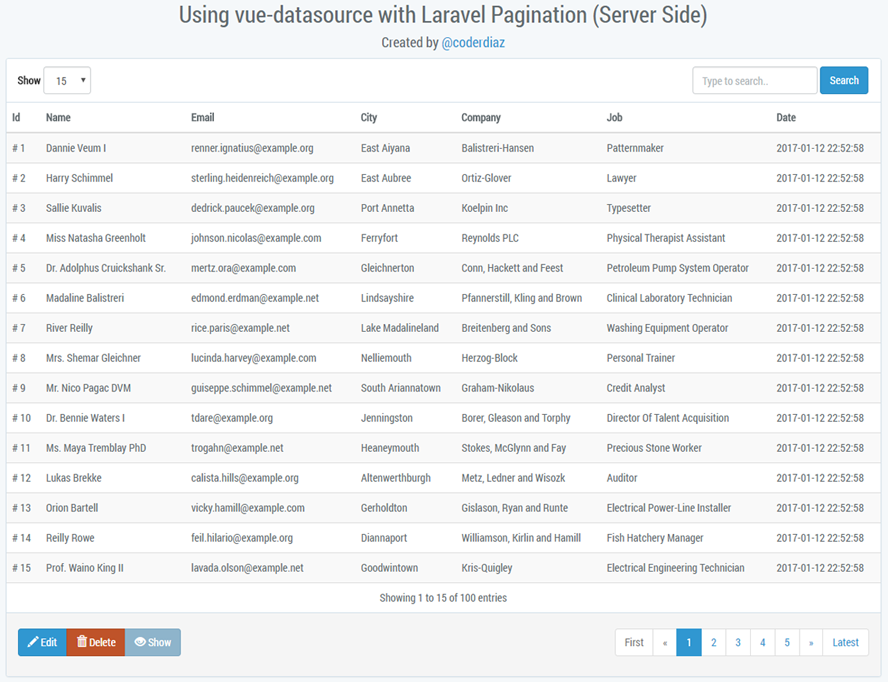 Using vue-datasource with Laravel Pagination (Server Side)
Created by @coderdiaz
Show 15 Type to search.. Search
Id Name Email City Company Job Date
# 1 Dannie Veum I renner.ignatius@example.org East Aiyana Balistreri-Hansen Patternmaker 2017-01-12 22:52:58
# 2 Harry Schimmel sterling.heidenreich@example.org East Aubree Ortiz-Glover Lawyer 2017-01-12 22:52:58
# 3 Sallie Kuvalis dedrick.paucek@example.org Port Annetta Koelpin Inc Typesetter 2017-01-12 22:52:58
# 4 Miss Natasha Greenholt johnson.nicolas@example.com Ferryfort Reynolds PLC Physical Therapist Assistant 2017-01-12 22:52:58
# 5 Dr. Adolphus Cruickshank Sr. mertz.ora@example.com Gleichnerton Conn, Hackett and Feest Petroleum Pump System Operator 2017-01-12 22:52:58
# 6 Madaline Balistreri edmond.erdman@example.net Lindsayshire Pfannerstill, Kling and Brown Clinical Laboratory Technician 2017-01-12 22:52:58
# 7 River Reilly rice.paris@example.net Lake Madalineland Breitenberg and Sons Washing Equipment Operator 2017-01-12 22:52:58
# 8 Mrs. Shemar Gleichner lucinda.harvey@example.com Nelliemouth Herzog-Block Personal Trainer 2017-01-12 22:52:58
# 9 Mr. Nico Pagac DVM guiseppe.schimmel@example.net South Ariannatown Graham-Nikolaus Credit Analyst 2017-01-12 22:52:58
# 10 Dr. Bennie Waters I tdare@example.org Jenningston Borer, Gleason and Torphy Director Of Talent Acquisition 2017-01-12 22:52:58
# 11 Ms. Maya Tremblay PhD trogahn@example.net Heaneymouth Stokes, McGlynn and Fay Precious Stone Worker 2017-01-12 22:52:58
# 12 Lukas Brekke calista.hills@example.org Altenwerthburgh Metz, Ledner and Wisozk Auditor 2017-01-12 22:52:58
# 13 Orion Bartell vicky.hamill@example.com Gerholdton Gislason, Ryan and Runte Electrical Power-Line Installer 2017-01-12 22:52:58
# 14 Reilly Rowe feil.hilario@example.org Diannaport Williamson, Kirlin and Hamill Fish Hatchery Manager 2017-01-12 22:52:58
# 15 Prof. Waino King II lavada.olson@example.net Goodwintown Kris-Quigley Electrical Engineering Technician 2017-01-12 22:52:58
Showing 1 to 15 of 100 entries
Edit Delete Show First « 1 2 3 4 5 » Latest